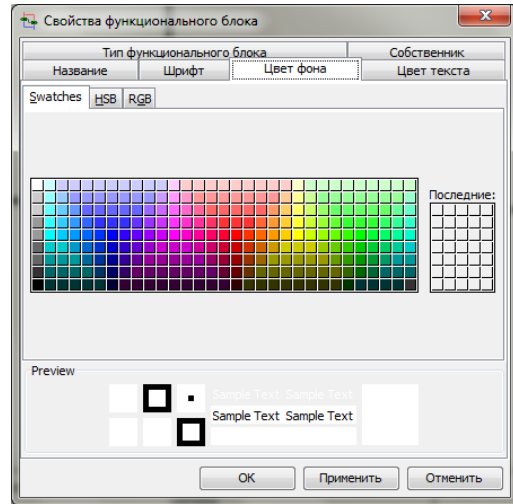 Свойства функционального блока
Тип функционального блока Собственник
Название Шрифт Цвет фона Цвет текста
Swatches HSB RGB
Последние:
Preview
Sample Text Sample Text
Sample Text Sample Text
OK Применить Отменить